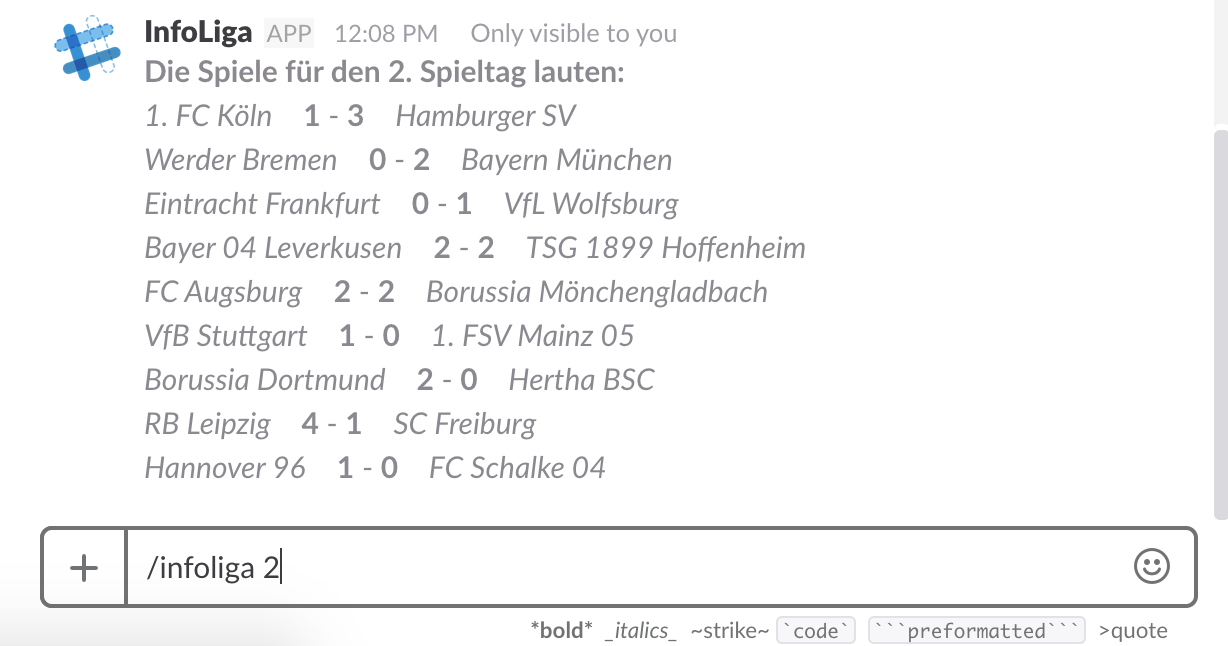 InfoLiga APP 12:08 PM Only visible to you
Die Spiele für den 2. Spieltag lauten:
1. FC Köln 1 - 3 Hamburger SV
Werder Bremen 0 - 2 Bayern München
Eintracht Frankfurt 0 - 1 VfL Wolfsburg
Bayer 04 Leverkusen 2 - 2 TSG 1899 Hoffenheim
FC Augsburg 2 - 2 Borussia Mönchengladbach
VfB Stuttgart 1 - 0 1. FSV Mainz 05
Borussia Dortmund 2 - 0 Hertha BSC
RB Leipzig 4 - 1 SC Freiburg
Hannover 96 1 - 0 FC Schalke 04
/infoliga 2
*bold* _italics_ ~strike~ `code` ```preformatted``` >quote